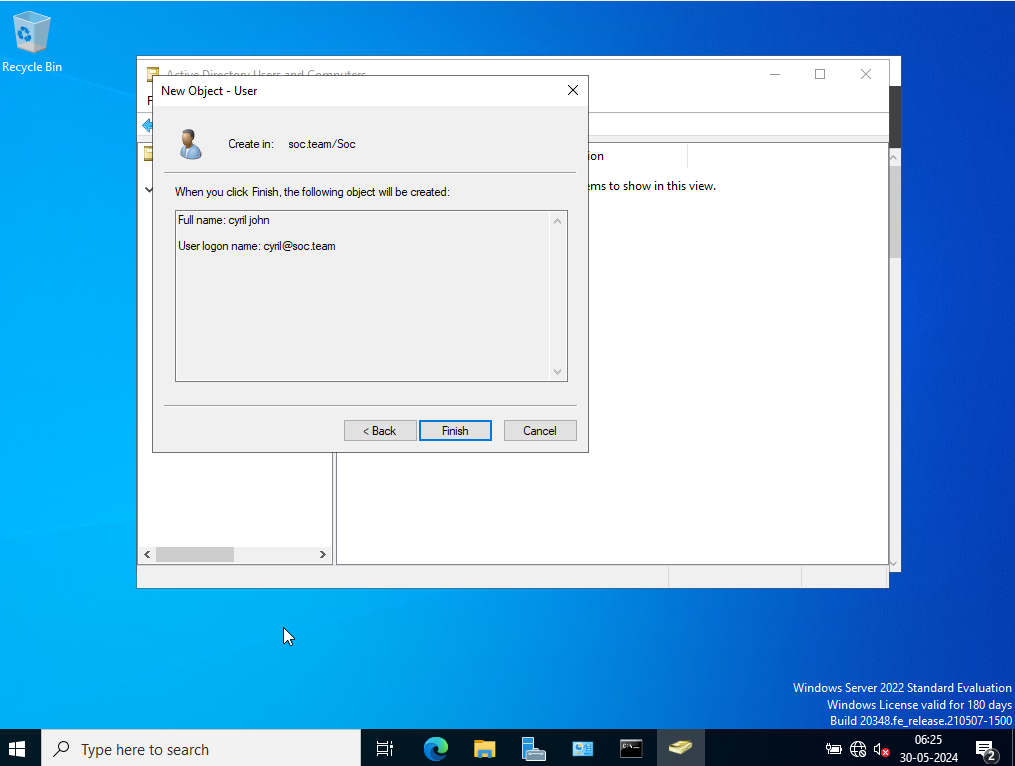 Recycle Bin
Active Directory Users and Computers
New Object - User
F
Create in: soc.team/Soc
ion
When you click Finish, the following object will be created:
ems to show in this view.
Full name: cyril john
User logon name: cyril@soc.team
< Back
Finish
Cancel
Windows Server 2022 Standard Evaluation
Windows License valid for 180 days
Build 20348.fe_release.210507-1500
Type here to search
06:25
30-05-2024
2